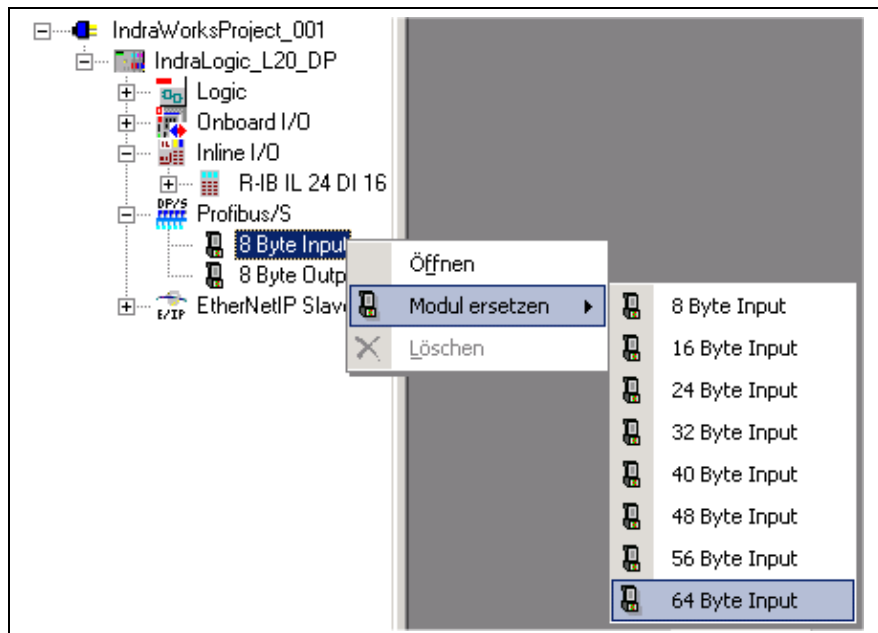 IndraWorksProject_001
IndraLogic_L20_DP
Logic
Onboard I/O
Inline I/O
R-IB IL 24 DI 16
DP/S
Profibus/S
8 Byte Input
8 Byte Outp
E/IP EtherNetIP Slav
Öffnen
Modul ersetzen
Löschen
8 Byte Input
16 Byte Input
24 Byte Input
32 Byte Input
40 Byte Input
48 Byte Input
56 Byte Input
64 Byte Input